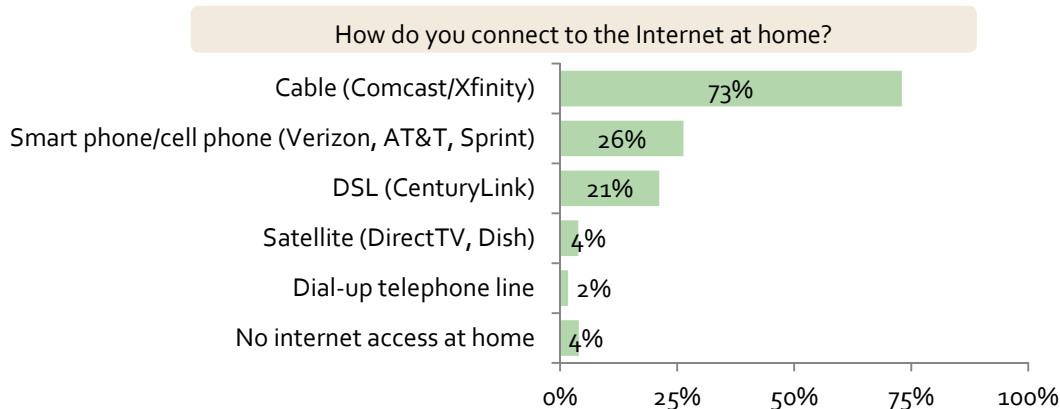 How do you connect to the Internet at home?
Cable (Comcast/Xfinity) 73%
Smart phone/cell phone (Verizon, AT&T, Sprint) 26%
DSL (CenturyLink) 21%
Satellite (DirectTV, Dish) 4%
Dial-up telephone line 2%
No internet access at home 4%
0% 25% 50% 75% 100%